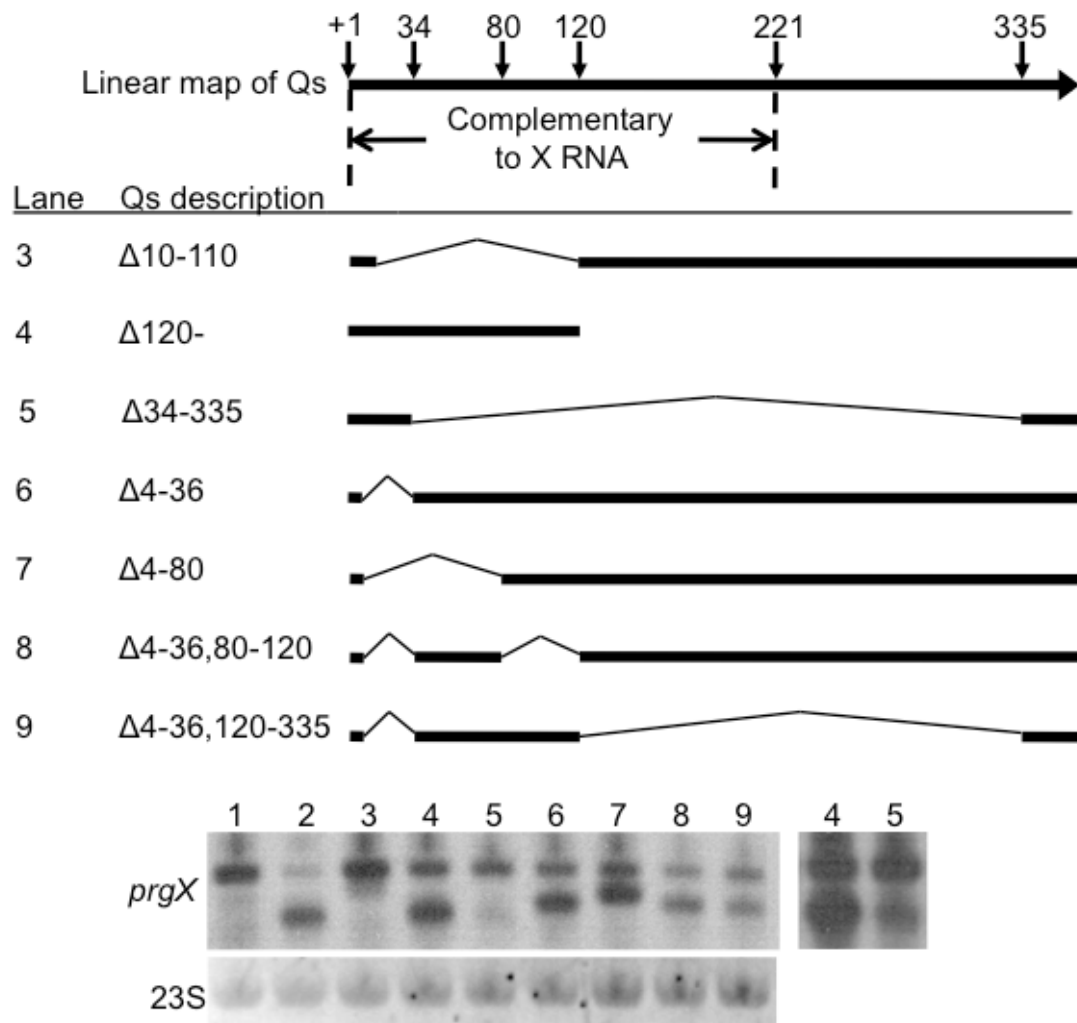 +1 34 80 120 221 335
Linear map of Qs
Complementary
to X RNA
Lane Qs description
3 Δ10-110
4 Δ120-
5 Δ34-335
6 Δ4-36
7 Δ4-80
8 Δ4-36,80-120
9 Δ4-36,120-335
1 2 3 4 5 6 7 8 9 4 5
prgX
23S